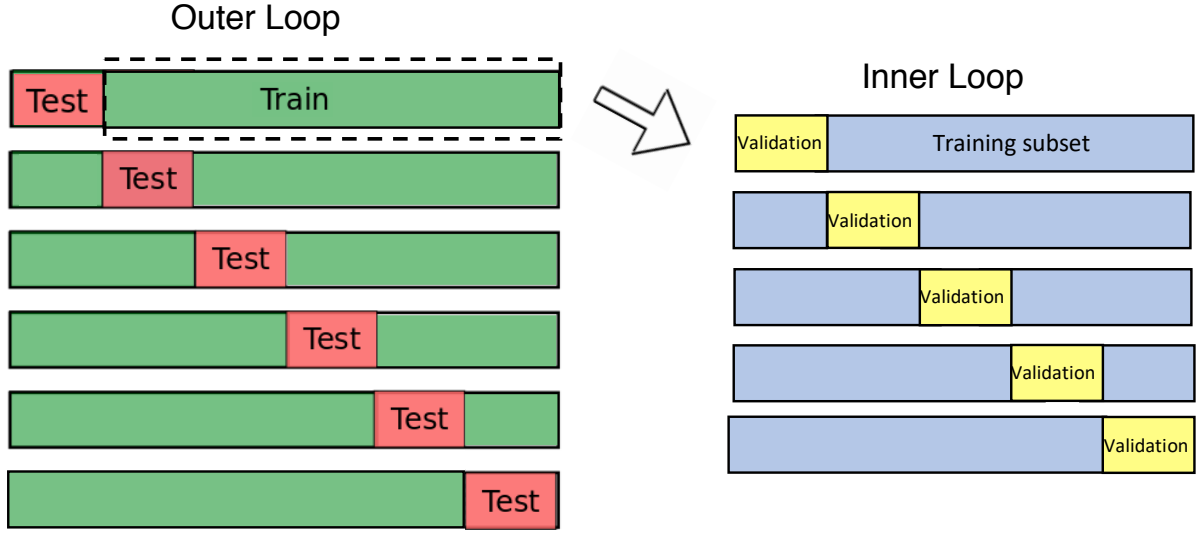 Outer Loop
Test Train
Test
Test
Test
Test
Test
Inner Loop
Validation Training subset
Validation
Validation
Validation
Validation